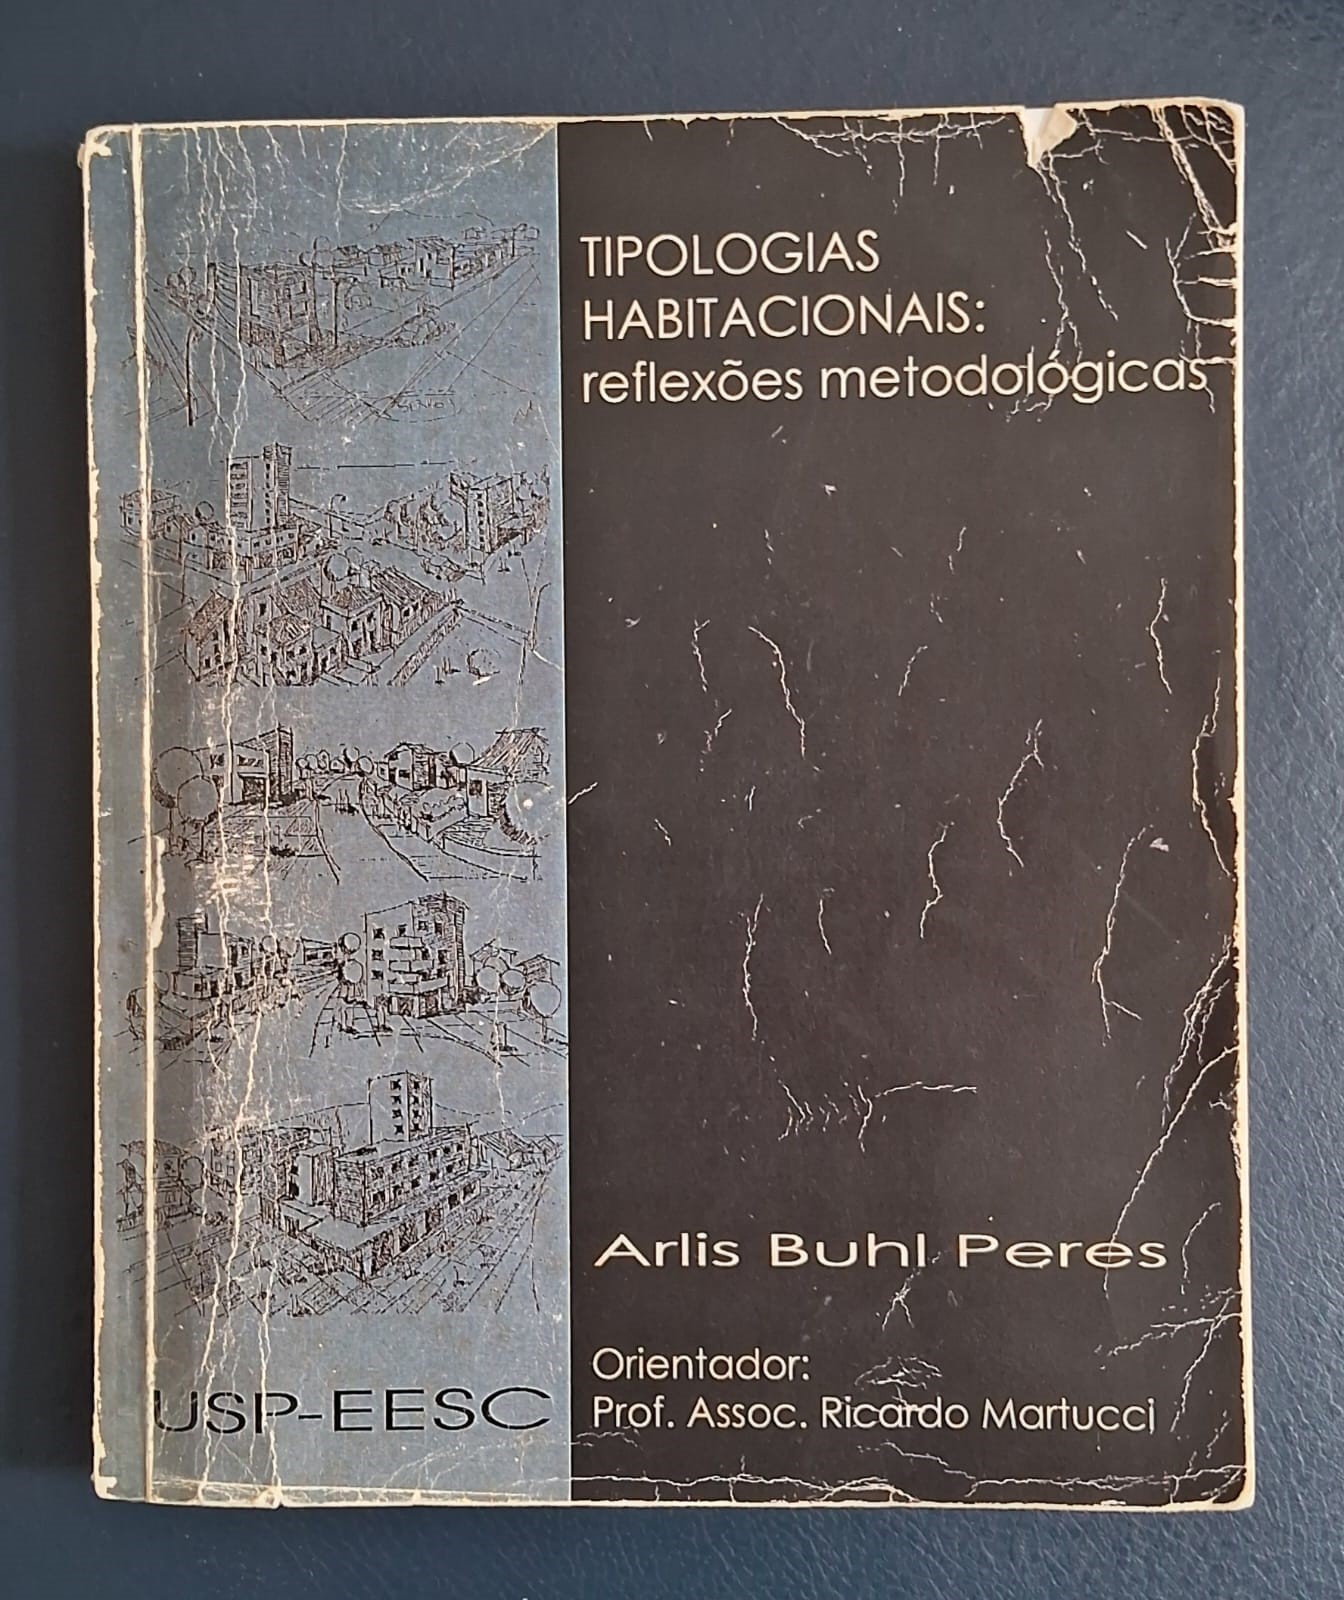 TIPOLOGIAS
HABITACIONAIS:
reflexões metodológicas
Arlis Buhl Peres
Orientador:
Prof. Assoc. Ricardo Martucci
USP-EESC